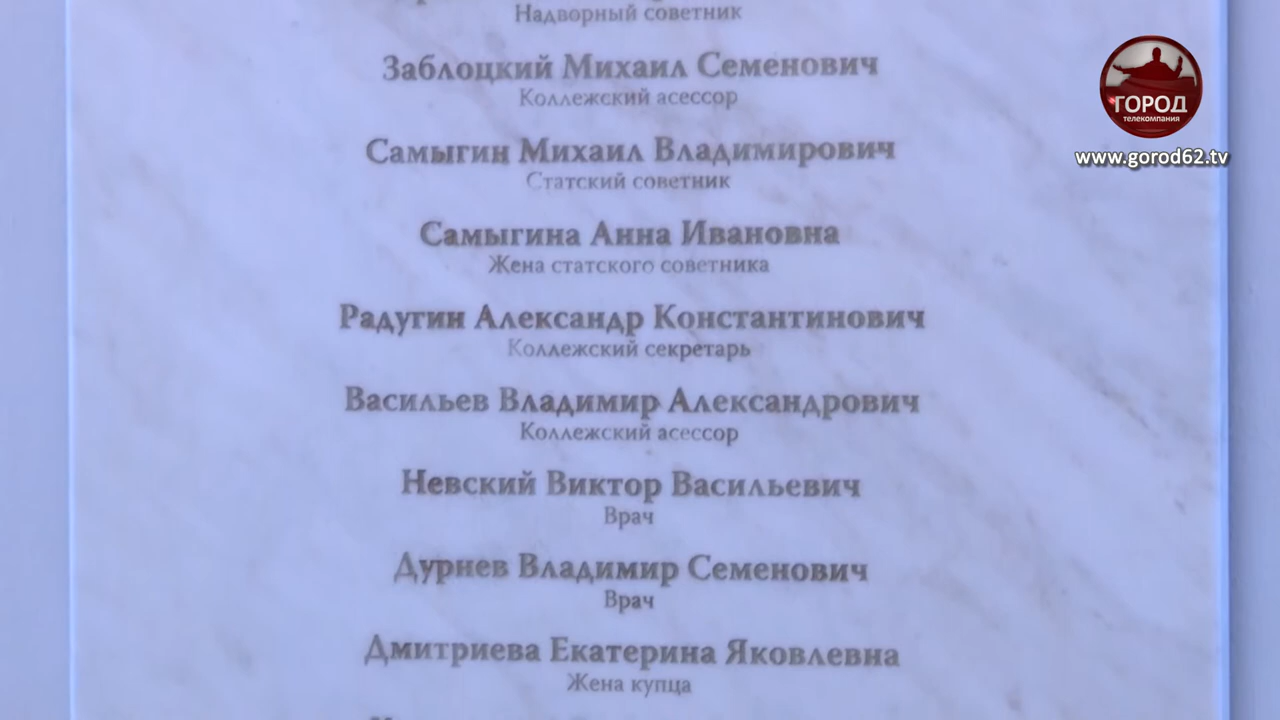 Надворный советник
Заблоцкий Михаил Семенович
Коллежский асессор
Самыгин Михаил Владимирович
Статский советник
Самыгина Анна Ивановна
Жена статского советника
Радугин Александр Константинович
Коллежский секретарь
Васильев Владимир Александрович
Коллежский асессор
Невский Виктор Васильевич
Врач
Дурнев Владимир Семенович
Врач
Дмитриева Екатерина Яковлевна
Жена купца
ГОРОД
телекомпания
www.gorod62.tv